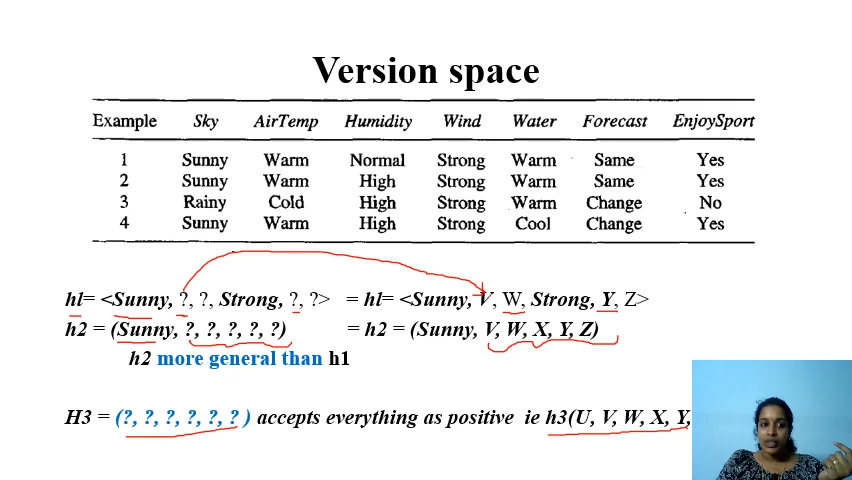 Version space
Example Sky AirTemp Humidity Wind Water Forecast EnjoySport
1 Sunny Warm Normal Strong Warm Same Yes
2 Sunny Warm High Strong Warm Same Yes
3 Rainy Cold High Strong Warm Change No
4 Sunny Warm High Strong Cool Change Yes
hl= <Sunny, ?, ?, Strong, ?, ?> = hl= <Sunny, V, W, Strong, Y, Z>
h2 = (Sunny, ?, ?, ?, ?, ?) = h2 = (Sunny, V, W, X, Y, Z)
h2 more general than h1
H3 = (?, ?, ?, ?, ?, ? ) accepts everything as positive ie h3(U, V, W, X, Y,